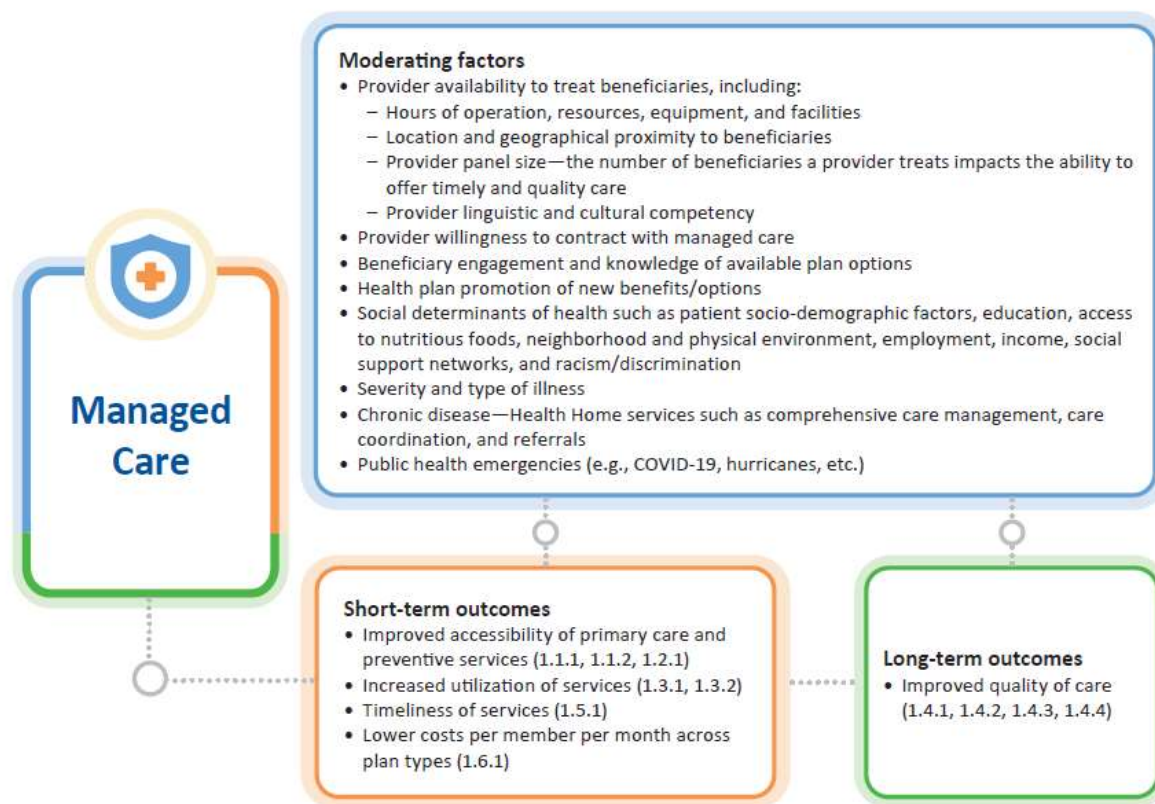 Moderating factors
• Provider availability to treat beneficiaries, including:
– Hours of operation, resources, equipment, and facilities
– Location and geographical proximity to beneficiaries
– Provider panel size—the number of beneficiaries a provider treats impacts the ability to
offer timely and quality care
– Provider linguistic and cultural competency
• Provider willingness to contract with managed care
• Beneficiary engagement and knowledge of available plan options
• Health plan promotion of new benefits/options
• Social determinants of health such as patient socio-demographic factors, education, access
to nutritious foods, neighborhood and physical environment, employment, income, social
support networks, and racism/discrimination
• Severity and type of illness
• Chronic disease—Health Home services such as comprehensive care management, care
coordination, and referrals
• Public health emergencies (e.g., COVID-19, hurricanes, etc.)
Managed
Care
Short-term outcomes
• Improved accessibility of primary care and
preventive services (1.1.1, 1.1.2, 1.2.1)
• Increased utilization of services (1.3.1, 1.3.2)
• Timeliness of services (1.5.1)
• Lower costs per member per month across
plan types (1.6.1)
Long-term outcomes
• Improved quality of care
(1.4.1, 1.4.2, 1.4.3, 1.4.4)